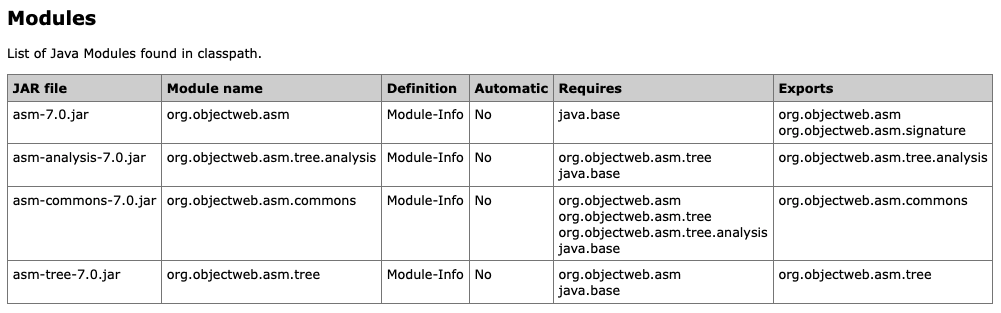 Modules
List of Java Modules found in classpath.
JAR file Module name Definition Automatic Requires Exports
asm-7.0.jar org.objectweb.asm Module-Info No java.base org.objectweb.asm
org.objectweb.asm.signature
asm-analysis-7.0.jar org.objectweb.asm.tree.analysis Module-Info No org.objectweb.asm.tree org.objectweb.asm.tree.analysis
java.base
asm-commons-7.0.jar org.objectweb.asm.commons Module-Info No org.objectweb.asm org.objectweb.asm.commons
org.objectweb.asm.tree
org.objectweb.asm.tree.analysis
java.base
asm-tree-7.0.jar org.objectweb.asm.tree Module-Info No org.objectweb.asm org.objectweb.asm.tree
java.base